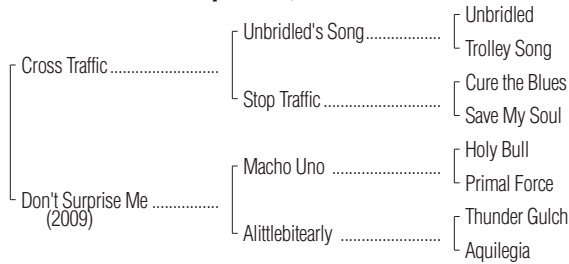 Unbridled
Unbridled's Song..................
Trolley Song
Cross Traffic..........................
Cure the Blues
Stop Traffic............................
Save My Soul
Holy Bull
Macho Uno ..........................
Primal Force
Don't Surprise Me ................
(2009)
Thunder Gulch
Alittlebitearly ........................
Aquilegia